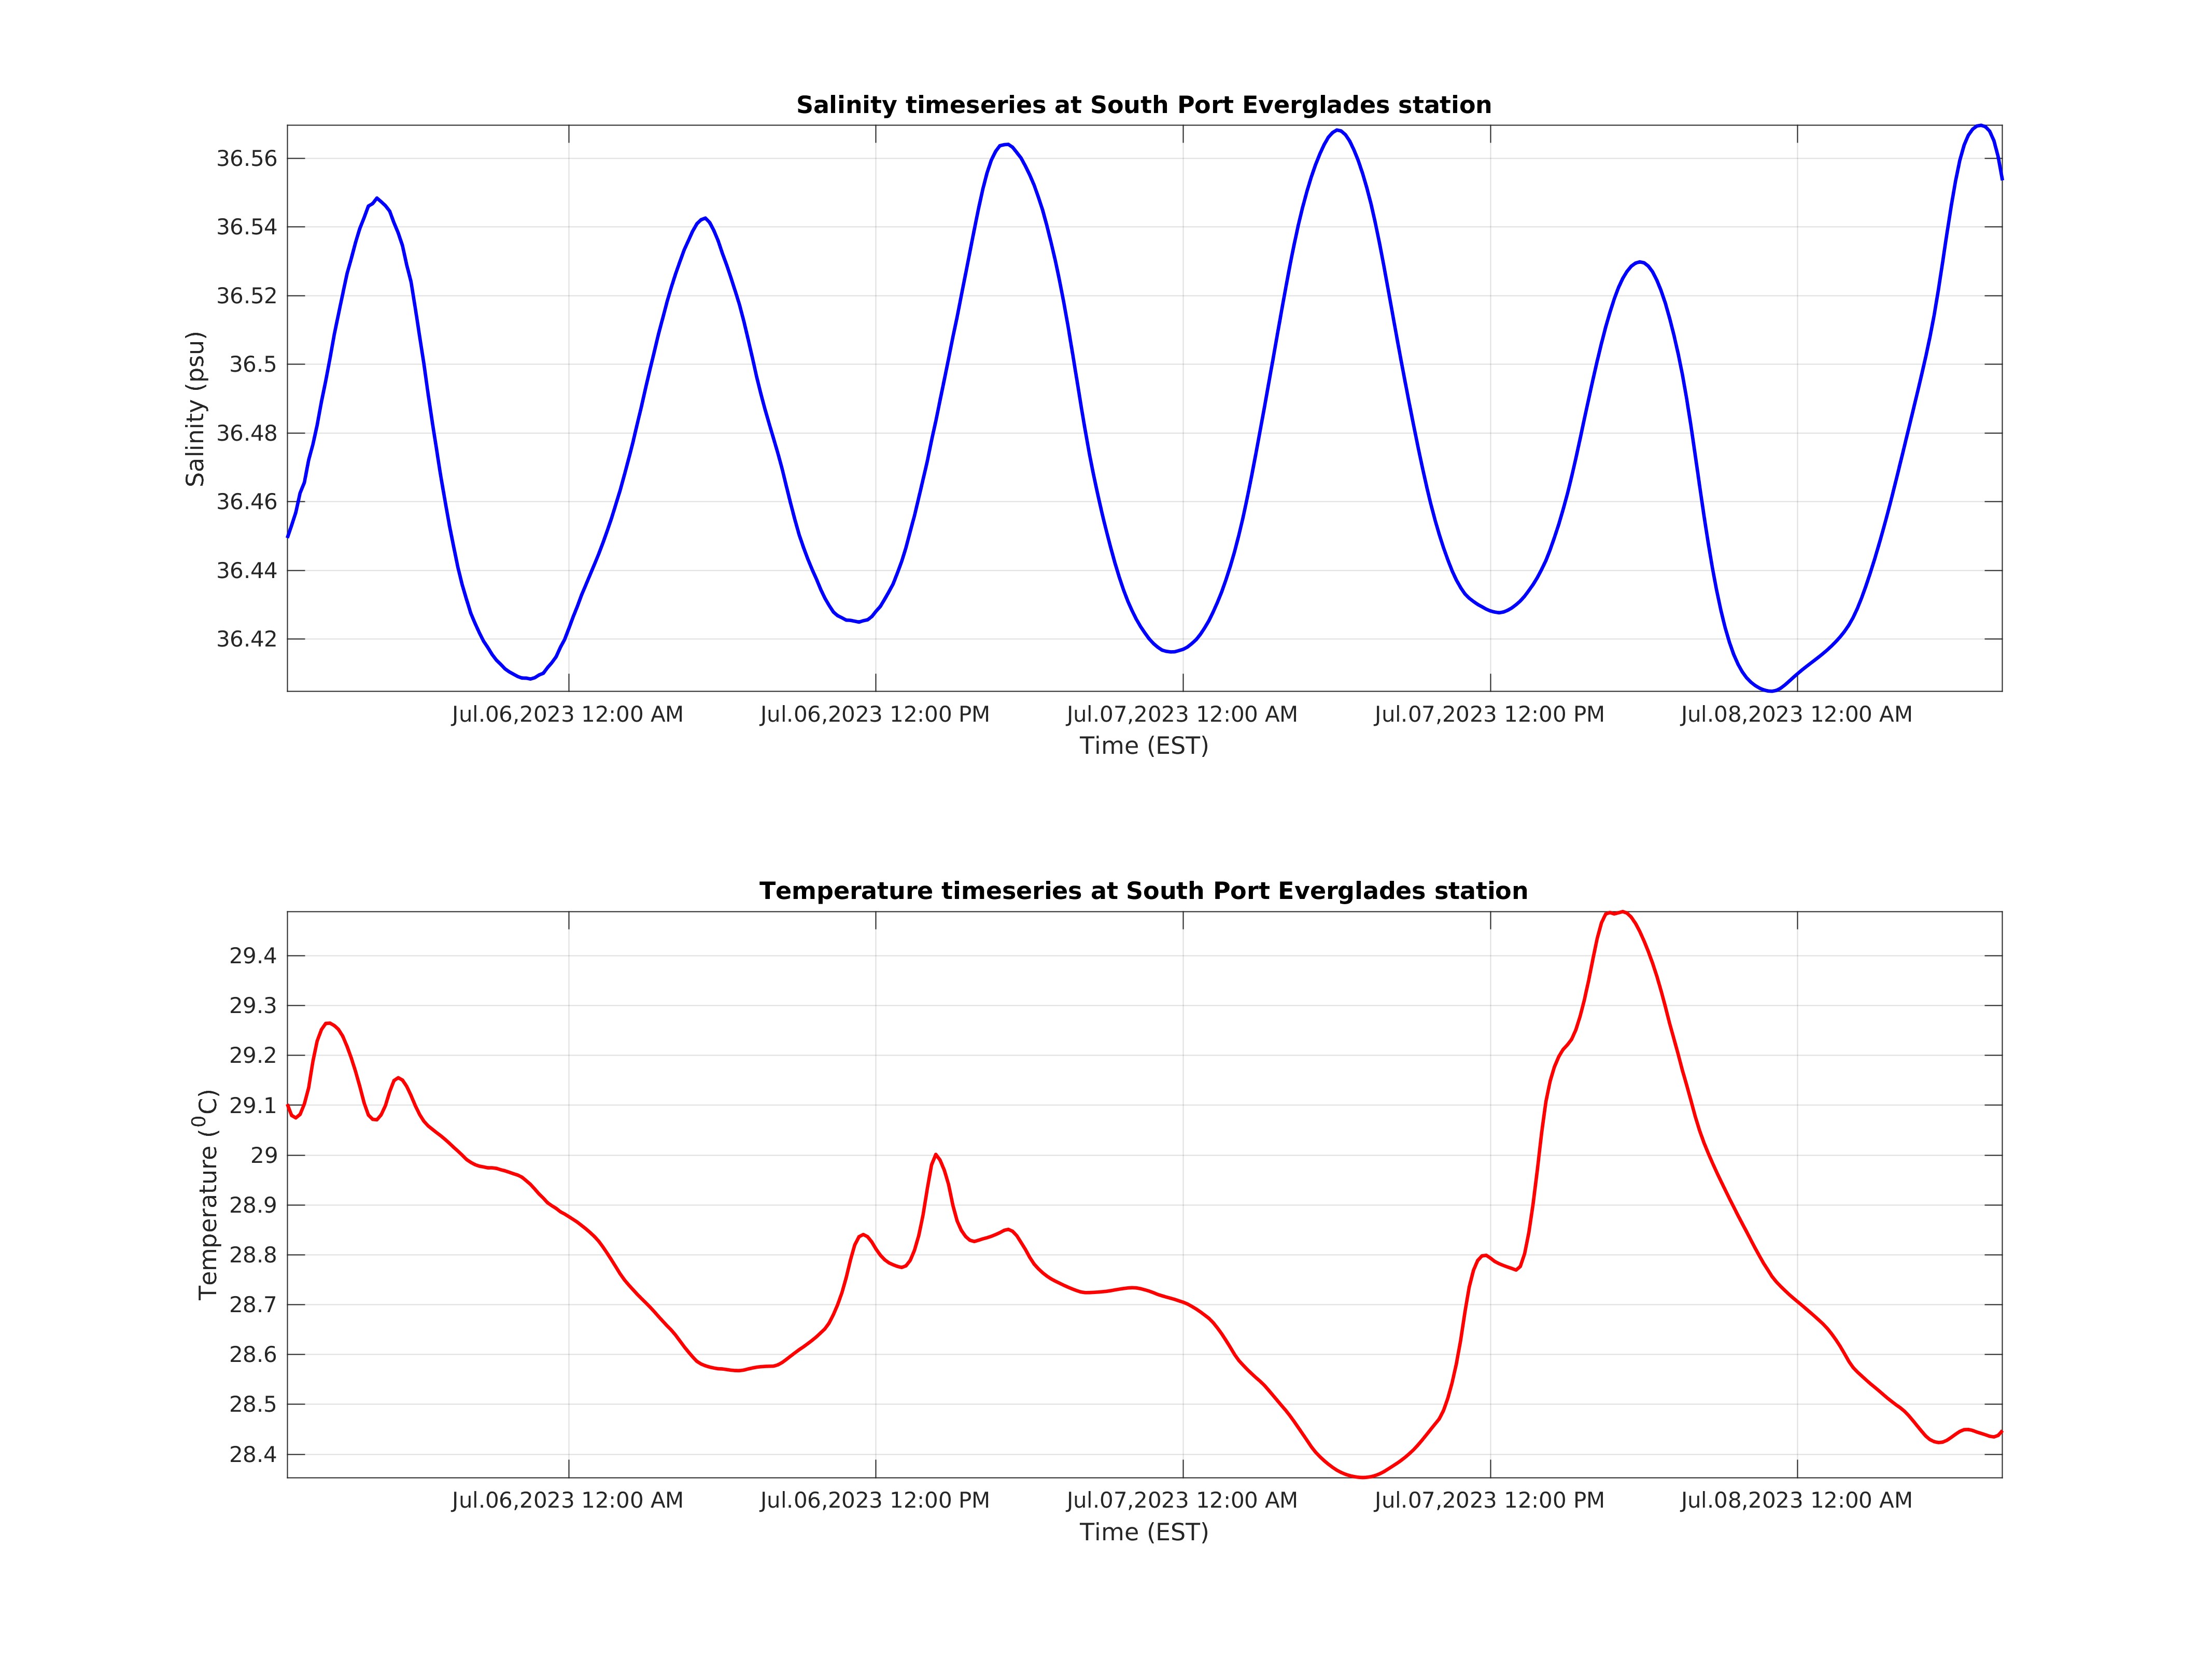 Salinity timeseries at South Port Everglades station
36.56
36.54
36.52
36.5
36.48
36.46
36.44
36.42
Salinity (psu)
Jul.06,2023 12:00 AM Jul.06,2023 12:00 PM Jul.07,2023 12:00 AM Jul.07,2023 12:00 PM Jul.08,2023 12:00 AM
Time (EST)
Temperature timeseries at South Port Everglades station
29.4
29.3
29.2
29.1
29
28.9
28.8
28.7
28.6
28.5
28.4
Temperature (⁰C)
Jul.06,2023 12:00 AM Jul.06,2023 12:00 PM Jul.07,2023 12:00 AM Jul.07,2023 12:00 PM Jul.08,2023 12:00 AM
Time (EST)